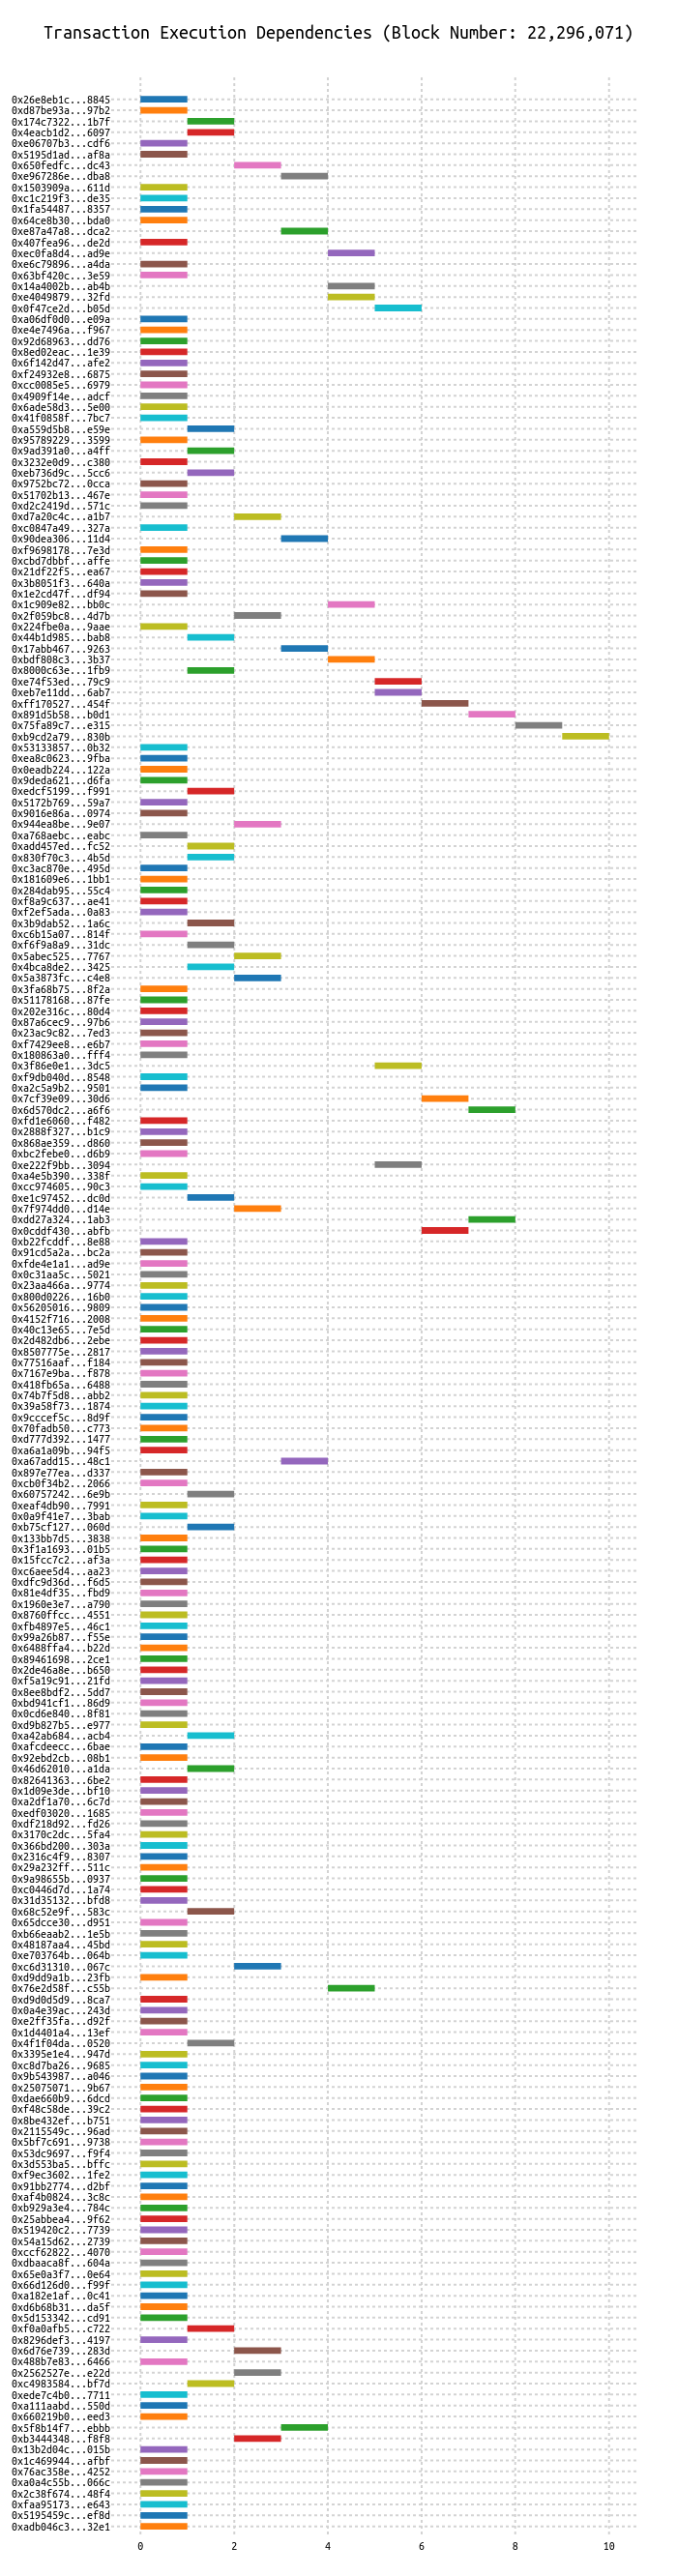 Transaction Execution Dependencies (Block Number: 22,296,071)
0x26e8eb1c...8845
0xd87be93a...97b2
0x174c7322...1b7f
0x4eacb1d2...6097
0xe06707b3...cdf6
0x5195d1ad...af8a
0x650fedfc...dc43
0xe967286e...dba8
0x1503909a...611d
0xc1c219f3...de35
0x1fa54487...8357
0x64ce8b30...bda0
0xe87a47a8...dca2
0x407fea96...de2d
0xec0fa8d4...ad9e
0xe6c79896...a4da
0x63bf420c...3e59
0x14a4002b...ab4b
0xe4049879...32fd
0x0f47ce2d...b05d
0xa06df0d0...e09a
0xe4e7496a...f967
0x92d68963...dd76
0x8ed02eac...1e39
0x6f142d47...afe2
0xf24932e8...6875
0xcc0085e5...6979
0x4909f14e...adcf
0x6ade58d3...5e00
0x41f0858f...7bc7
0xa559d5b8...e59e
0x95789229...3599
0x9ad391a0...a4ff
0x3232e0d9...c380
0xeb736d9c...5cc6
0x9752bc72...0cca
0x51702b13...467e
0xd2c2419d...571c
0xd7a20c4c...a1b7
0xc0847a49...327a
0x90dea306...11d4
0xf9698178...7e3d
0xcbd7dbbf...affe
0x21df22f5...ea67
0x3b8051f3...640a
0x1e2cd47f...df94
0x1c909e82...bb0c
0x2f059bc8...4d7b
0x224fbe0a...9aae
0x44b1d985...bab8
0x17abb467...9263
0xbdf808c3...3b37
0x8000c63e...1fb9
0xe74f53ed...79c9
0xeb7e11dd...6ab7
0xff170527...454f
0x891d5b58...b0d1
0x75fa89c7...e315
0xb9cd2a79...830b
0x53133857...0b32
0xea8c0623...9fba
0x0eadb224...122a
0x9deda621...d6fa
0xedcf5199...f991
0x5172b769...59a7
0x9016e86a...0974
0x944ea8be...9e07
0xa768aebc...eabc
0xadd457ed...fc52
0x830f70c3...4b5d
0xc3ac870e...495d
0x181609e6...1bb1
0x284dab95...55c4
0xf8a9c637...ae41
0xf2ef5ada...0a83
0x3b9dab52...1a6c
0xc6b15a07...814f
0xf6f9a8a9...31dc
0x5abec525...7767
0x4bca8de2...3425
0x5a3873fc...c4e8
0x3fa68b75...8f2a
0x51178168...87fe
0x202e316c...80d4
0x87a6cec9...97b6
0x23ac9c82...7ed3
0xf7429ee8...e6b7
0x180863a0...fff4
0x3f86e0e1...3dc5
0xf9db040d...8548
0xa2c5a9b2...9501
0x7cf39e09...30d6
0x6d570dc2...a6f6
0xfd1e6060...f482
0x2888f327...b1c9
0x868ae359...d860
0xbc2febe0...d6b9
0xe222f9bb...3094
0xa4e5b390...338f
0xcc974605...90c3
0xe1c97452...dc0d
0x7f974dd0...d14e
0xdd27a324...1ab3
0x0cddf430...abfb
0xb22fcddf...8e88
0x91cd5a2a...bc2a
0xfde4e1a1...ad9e
0x0c31aa5c...5021
0x23aa466a...9774
0x800d0226...16b0
0x56205016...9809
0x4152f716...2008
0x40c13e65...7e5d
0x2d482db6...2ebe
0x8507775e...2817
0x77516aaf...f184
0x7167e9ba...f878
0x418fb65a...6488
0x74b7f5d8...abb2
0x39a58f73...1874
0x9cccef5c...8d9f
0x70fadb50...c773
0xd777d392...1477
0xa6a1a09b...94f5
0xa67add15...48c1
0x897e77ea...d337
0xcb0f34b2...2066
0x60757242...6e9b
0xeaf4db90...7991
0x0a9f41e7...3bab
0xb75cf127...060d
0x133bb7d5...3838
0x3f1a1693...01b5
0x15fcc7c2...af3a
0xc6aee5d4...aa23
0xdfc9d36d...f6d5
0x81e4df35...fbd9
0x1960e3e7...a790
0x8760ffcc...4551
0xfb4897e5...46c1
0x99a26b87...f55e
0x6488ffa4...b22d
0x89461698...2ce1
0x2de46a8e...b650
0xf5a19c91...21fd
0x8ee8bdf2...5dd7
0xbd941cf1...86d9
0x0cd6e840...8f81
0xd9b827b5...e977
0xa42ab684...acb4
0xafcdeecc...6bae
0x92ebd2cb...08b1
0x46d62010...a1da
0x82641363...6be2
0x1d09e3de...bf10
0xa2df1a70...6c7d
0xedf03020...1685
0xdf218d92...fd26
0x3170c2dc...5fa4
0x366bd200...303a
0x2316c4f9...8307
0x29a232ff...511c
0x9a98655b...0937
0xc0446d7d...1a74
0x31d35132...bfd8
0x68c52e9f...583c
0x65dcce30...d951
0xb66eaab2...1e5b
0x48187aa4...45bd
0xe703764b...064b
0xc6d31310...067c
0xd9dd9a1b...23fb
0x76e2d58f...c55b
0xd9d0d5d9...8ca7
0x0a4e39ac...243d
0xe2ff35fa...d92f
0x1d4401a4...13ef
0x4f1f04da...0520
0x3395e1e4...947d
0xc8d7ba26...9685
0x9b543987...a046
0x25075071...9b67
0xdae660b9...6dcd
0xf48c58de...39c2
0x8be432ef...b751
0x2115549c...96ad
0x5bf7c691...9738
0x53dc9697...f9f4
0x3d553ba5...bffc
0xf9ec3602...1fe2
0x91bb2774...d2bf
0xaf4b0824...3c8c
0xb929a3e4...784c
0x25abbea4...9f62
0x519420c2...7739
0x54a15d62...2739
0xccf62822...4070
0xdbaaca8f...604a
0x65e0a3f7...0e64
0x66d126d0...f99f
0xa182e1af...0c41
0xd6b68b31...da5f
0x5d153342...cd91
0xf0a0afb5...c722
0x8296def3...4197
0x6d76e739...283d
0x488b7e83...6466
0x2562527e...e22d
0xc4983584...bf7d
0xede7c4b0...7711
0xa111aabd...550d
0x660219b0...eed3
0x5f8b14f7...ebbb
0xb3444348...f8f8
0x13b2d04c...015b
0x1c469944...afbf
0x76ac358e...4252
0xa0a4c55b...066c
0x2c38f674...48f4
0xfaa95173...e643
0x5195459c...ef8d
0xadb046c3...32e1
0 2 4 6 8 10